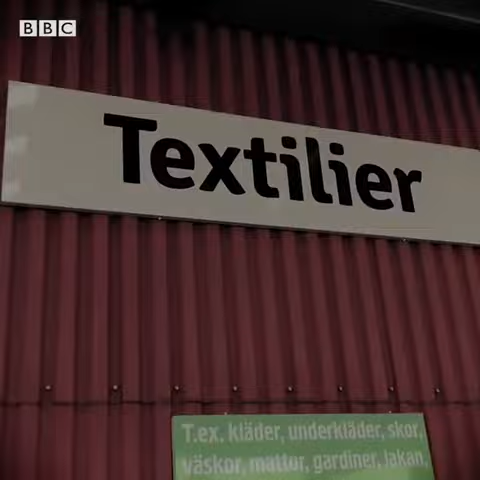 BBC
Textilier
T.ex. kläder, underkläder, skor,
väskor, mattor, gardiner, lakan,